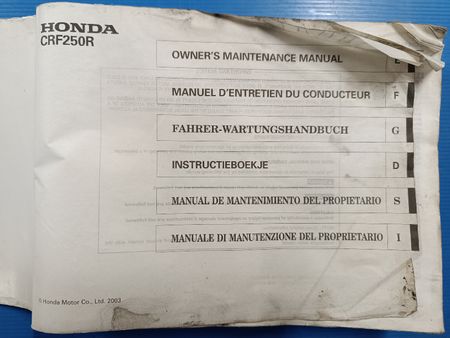 HONDA
CRF250R
OWNER'S MAINTENANCE MANUAL E
MANUEL D'ENTRETIEN DU CONDUCTEUR F
FAHRER-WARTUNGSHANDBUCH G
INSTRUCTIEBOEKJE D
MANUAL DE MANTENIMIENTO DEL PROPIETARIO S
MANUALE DI MANUTENZIONE DEL PROPRIETARIO I
© Honda Motor Co., Ltd. 2003